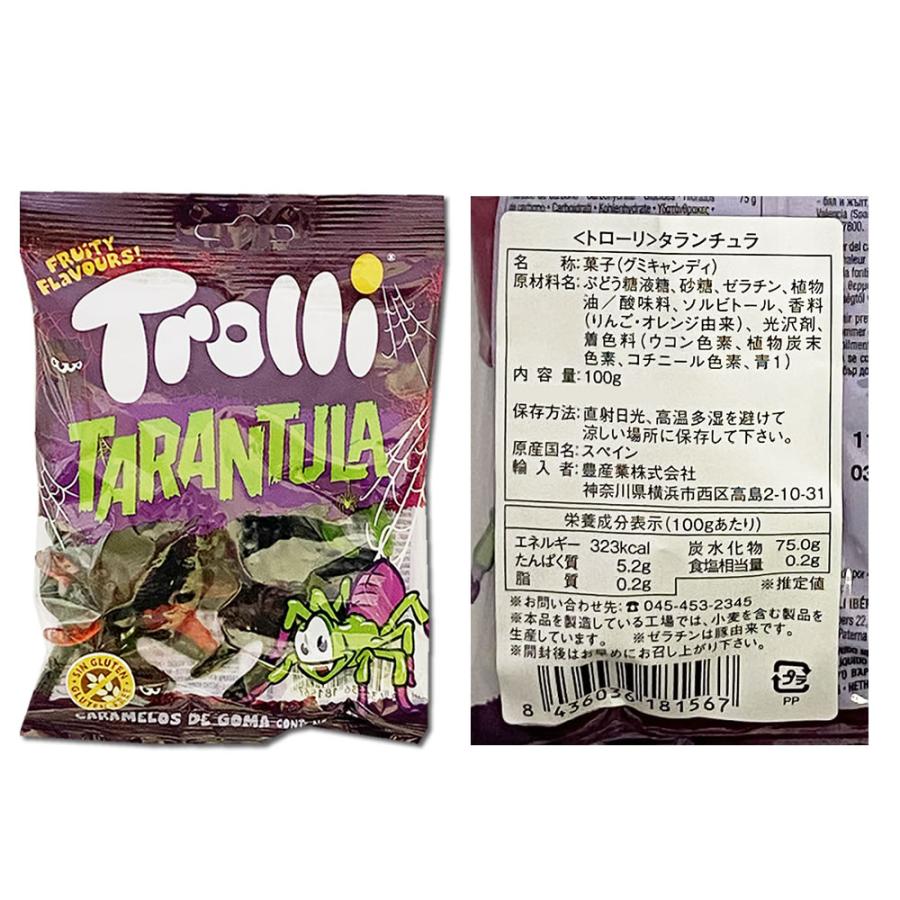 FRUITY
FLAVOURS!
Trolli
TARANTULA
SIN GLUTEN
CARAMELOS DE GOMA
75 g
<トローリ>タランチュラ
名 称:菓子(グミキャンディ)
原材料名:ぶどう糖液糖、砂糖、ゼラチン、植物
油/酸味料、ソルビトール、香料
(りんご・オレンジ由来)、光沢剤、
着色料(ウコン色素、植物炭末
色素、コチニール色素、青1)
内 容 量:100g
保存方法:直射日光、高温多湿を避けて
涼しい場所に保存して下さい。
原産国名:スペイン
輸 入 者:豊産業株式会社
神奈川県横浜市西区高島2-10-31
栄養成分表示(100gあたり)
エネルギー 323kcal 炭水化物 75.0g
たんぱく質 5.2g 食塩相当量 0.2g
脂 質 0.2g ※推定値
※お問い合わせ先:☎045-453-2345
※本品を製造している工場では、小麦を含む製品を
生産しています。 ※ゼラチンは豚由来です。
※開封後はお早めにお召し上がり下さい。
8 436036 181567
プラ
PP